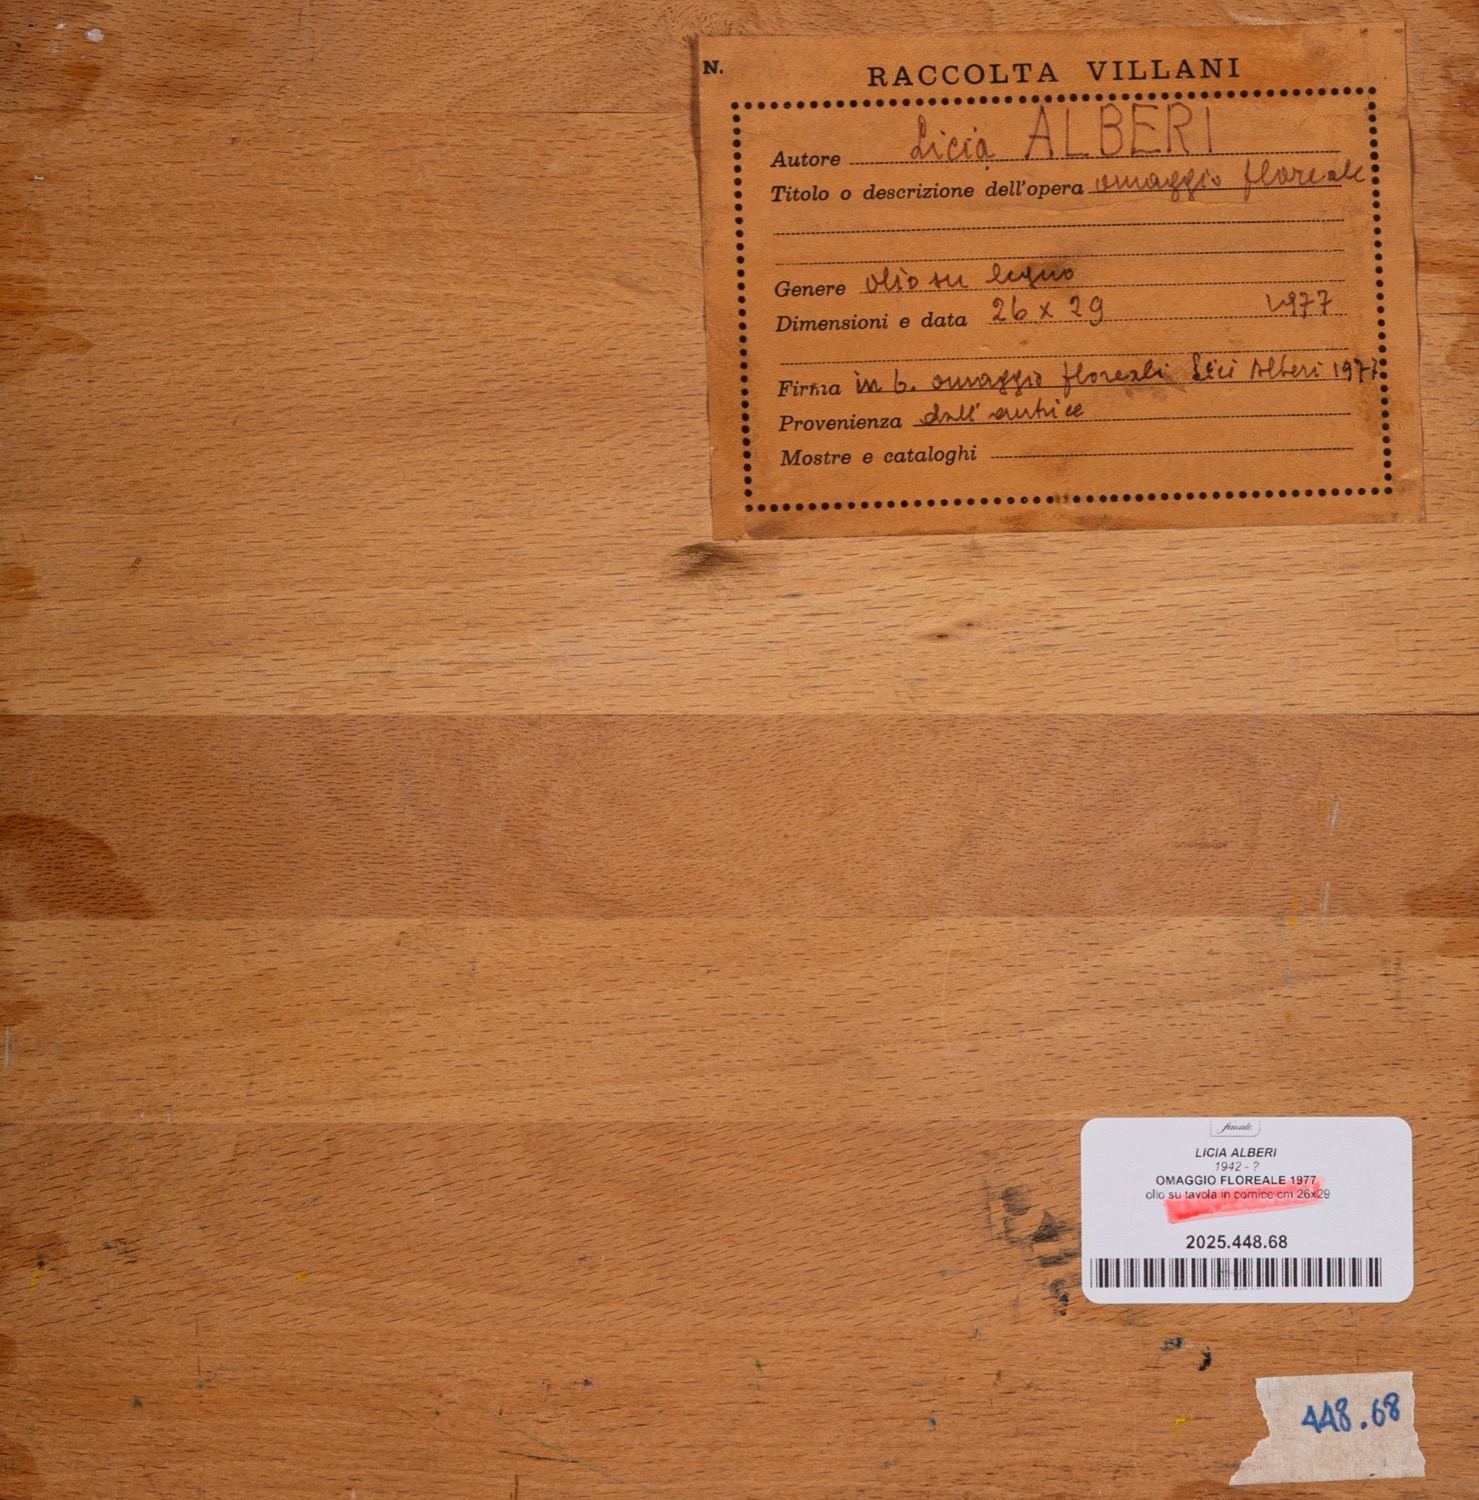 N.
RACCOLTA VILLANI
Autore Licia ALBERI
Titolo o descrizione dell'opera omaggio floreale
Genere olio su legno
Dimensioni e data 26 x 29 1977
Firma in b. omaggio floreali Lici Alberi 1977
Provenienza dall'autrice
Mostre e cataloghi
LICIA ALBERI
1942 - ?
OMAGGIO FLOREALE 1977
olio su tavola in cornice cm 26x29
2025.448.68
448.68